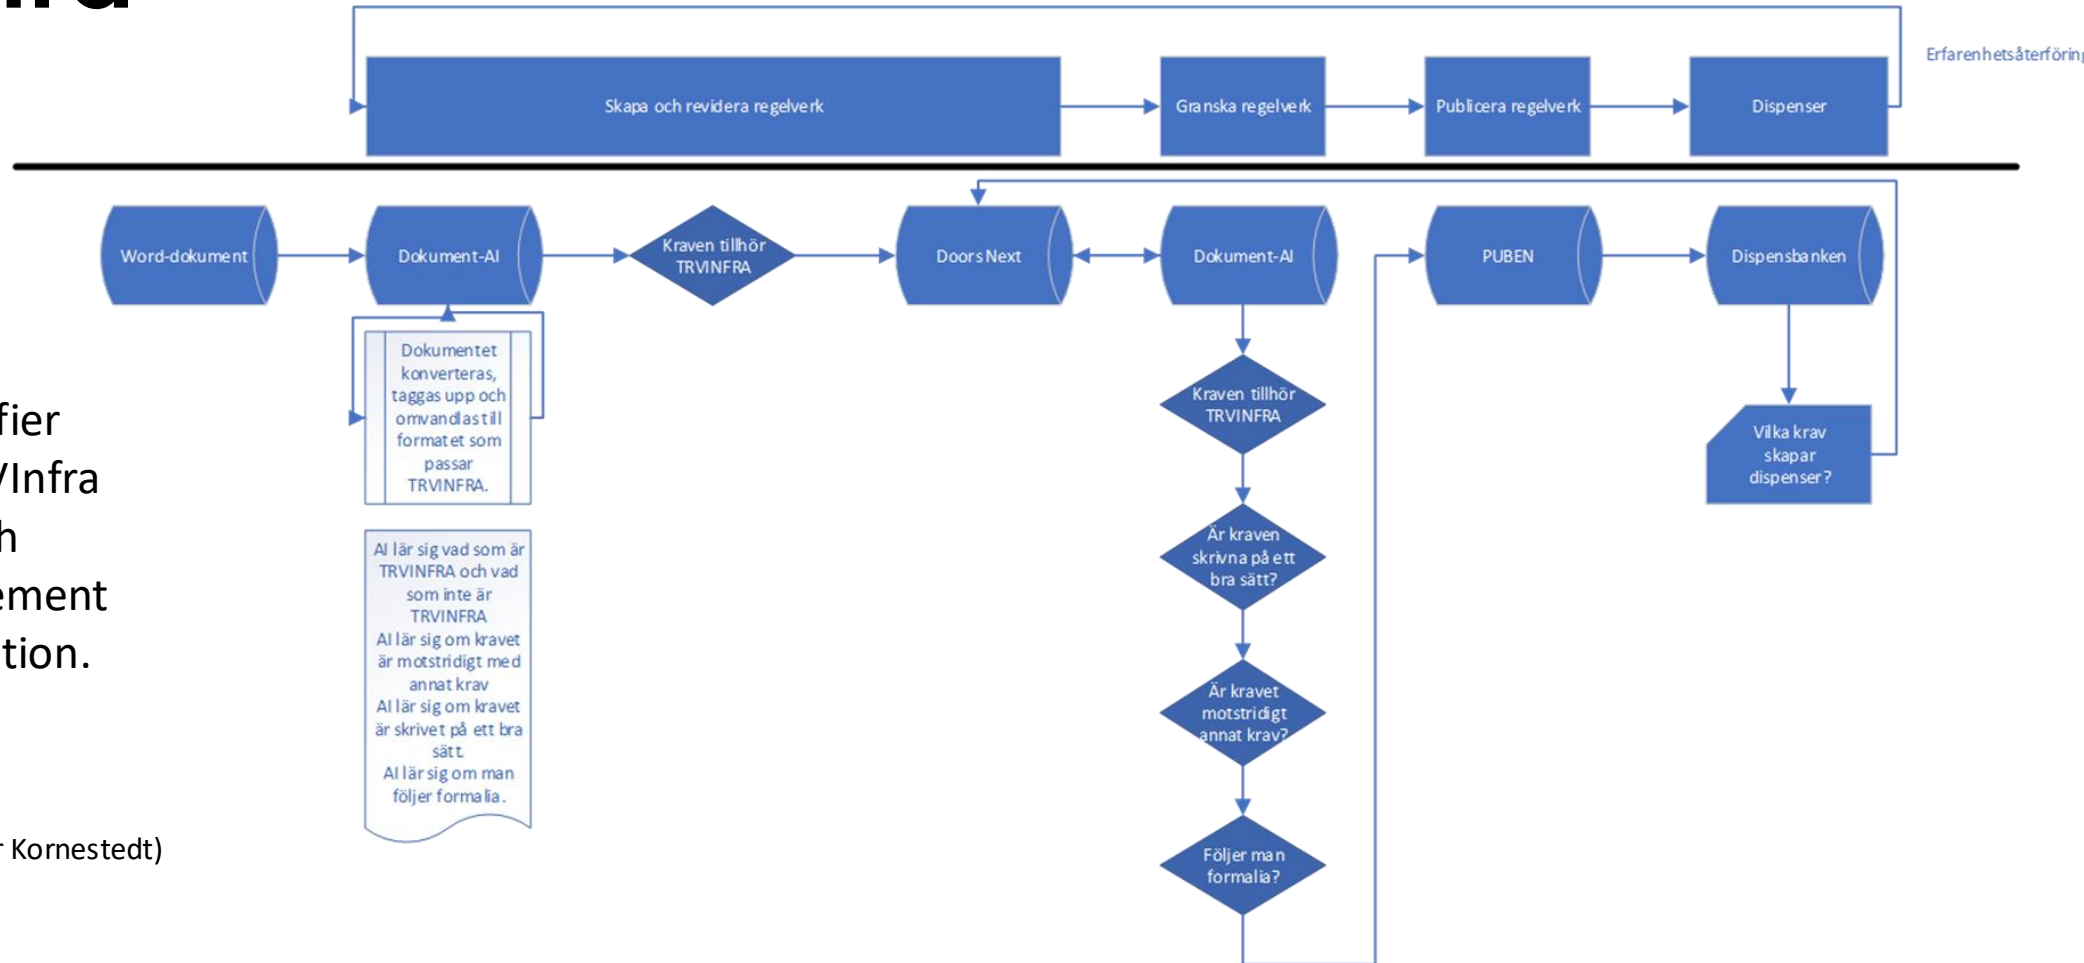 Erfarenhetsåterföring
Skapa och revidera regelverk
Granska regelverk
Publicera regelverk
Dispenser
Word-dokument
Dokument-AI
Kraven tillhör
TRVINFRA
Doors Next
Dokument-AI
PUBEN
Dispensbanken
Dokumentet
konverteras,
taggas upp och
omvandlas till
formatet som
passar
TRVINFRA.
AI lär sig vad som är
TRVINFRA och vad
som inte är
TRVINFRA
AI lär sig om kravet
är motstridigt med
annat krav
AI lär sig om kravet
är skrivet på ett bra
sätt.
AI lär sig om man
följer formalia.
Kraven tillhör
TRVINFRA
Är kraven
skrivna på ett
bra sätt?
Är kravet
motstridigt
annat krav?
Följer man
formalia?
Vilka krav
skapar
dispenser?
fier
Infra
ement
tion.
r Kornestedt)